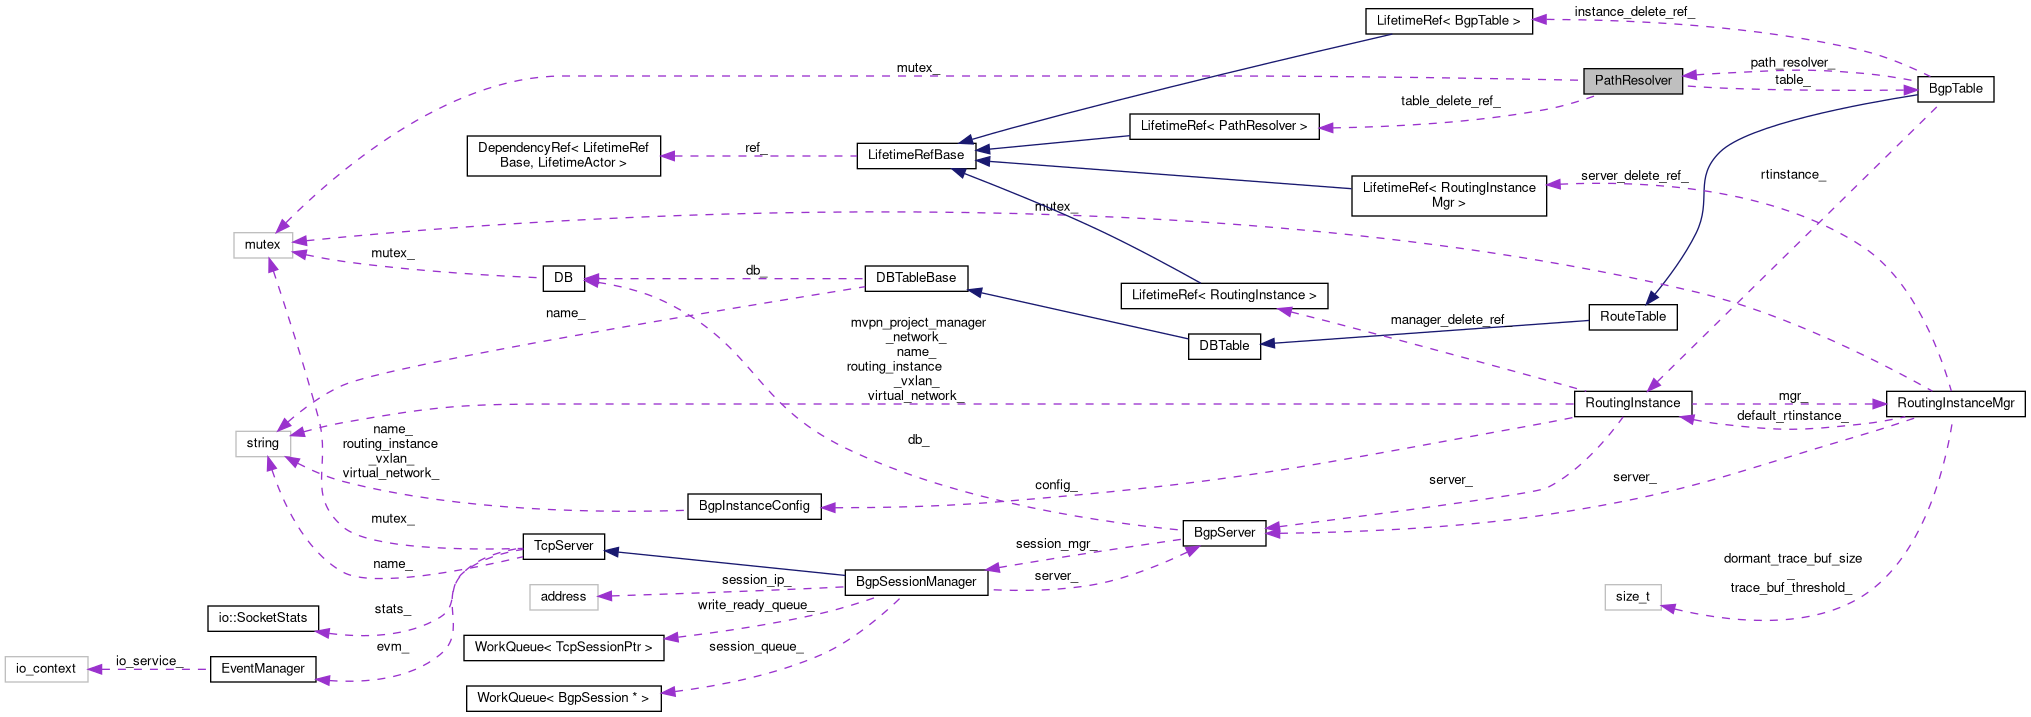 instance_delete_ref_
LifetimeRef< BgpTable >
mutex_
PathResolver
path_resolver_
table_
BgpTable
table_delete_ref_
LifetimeRef< PathResolver >
DependencyRef< LifetimeRef
Base, LifetimeActor >
ref_
LifetimeRefBase
rtinstance_
server_delete_ref_
LifetimeRef< RoutingInstance
Mgr >
mutex_
mutex
mutex_
DB
db_
DBTableBase
LifetimeRef< RoutingInstance >
name_
manager_delete_ref_
RouteTable
mvpn_project_manager
_network_
name_
routing_instance
_vxlan_
virtual_network_
DBTable
RoutingInstance
mgr_
RoutingInstanceMgr
default_rtinstance_
string
name_
routing_instance
_vxlan_
virtual_network_
db_
config_
server_
server_
BgpInstanceConfig
mutex_
TcpServer
BgpServer
session_mgr_
name_
BgpSessionManager
server_
session_ip_
address
dormant_trace_buf_size
_
trace_buf_threshold_
size_t
stats_
io::SocketStats
write_ready_queue_
WorkQueue< TcpSessionPtr >
evm_
session_queue_
io_context
io_service_
EventManager
WorkQueue< BgpSession * >